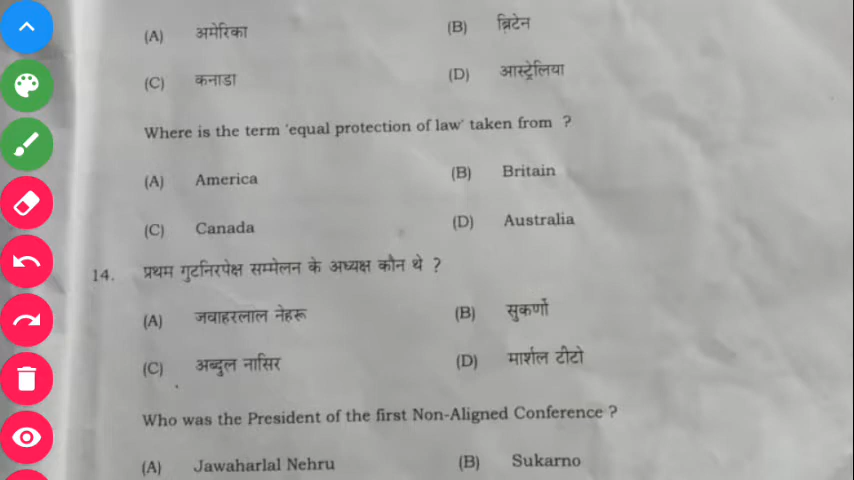 (A) अमेरिका (B) ब्रिटेन
(C) कनाडा (D) आस्ट्रेलिया
Where is the term 'equal protection of law' taken from ?
(A) America (B) Britain
(C) Canada (D) Australia
14. प्रथम गुटनिरपेक्ष सम्मेलन के अध्यक्ष कौन थे ?
(A) जवाहरलाल नेहरू (B) सुकर्णो
(C) अब्दुल नासिर (D) मार्शल टीटो
Who was the President of the first Non-Aligned Conference ?
(A) Jawaharlal Nehru (B) Sukarno